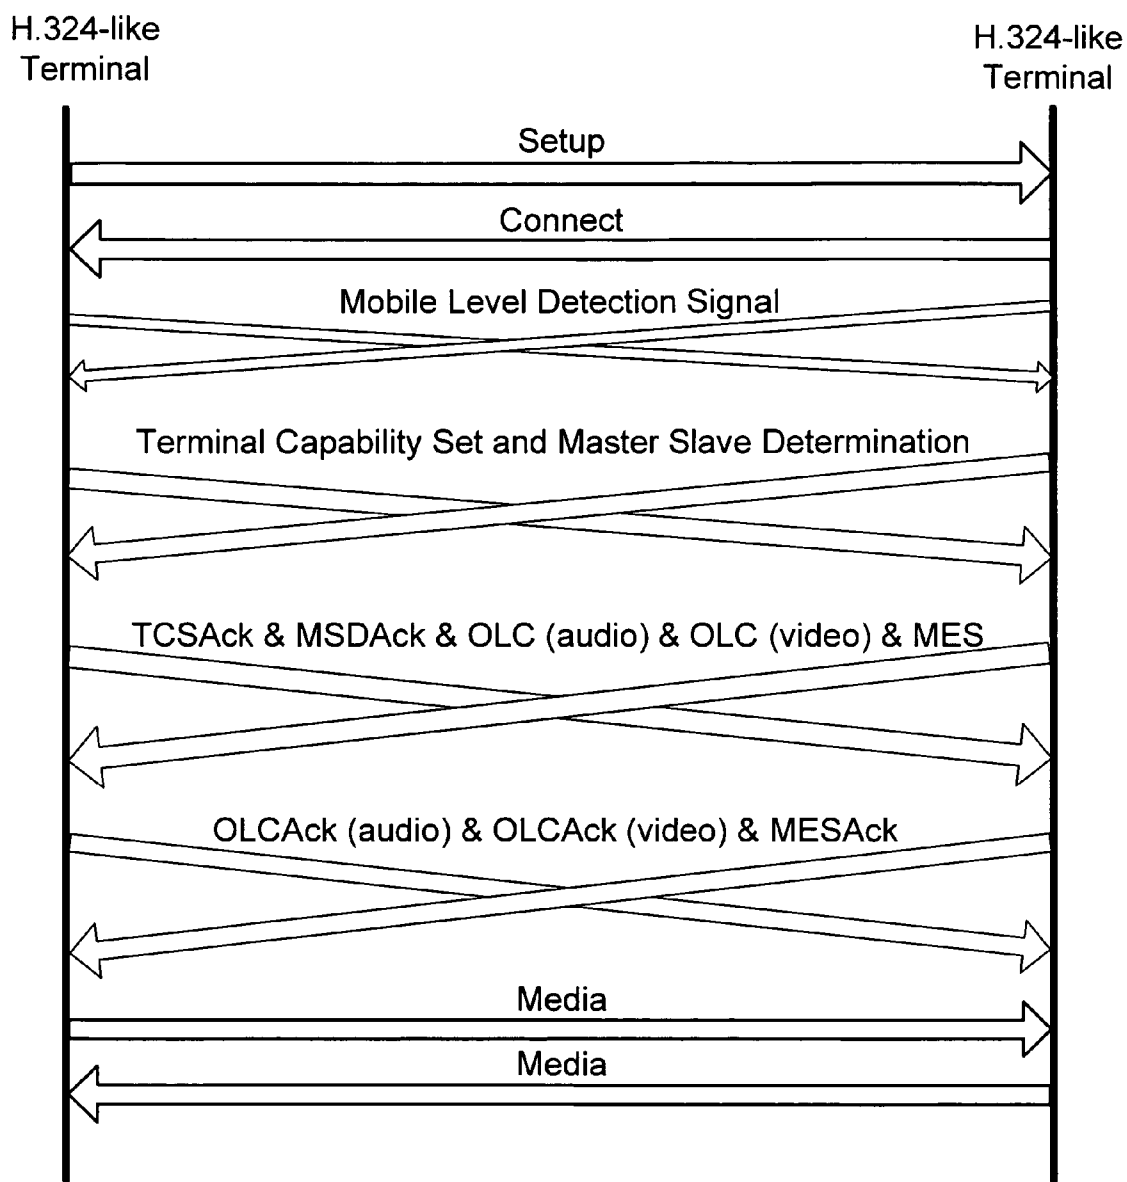 H.324-like
Terminal
H.324-like
Terminal
Setup
Connect
Mobile Level Detection Signal
Terminal Capability Set and Master Slave Determination
TCSAck & MSDAck & OLC (audio) & OLC (video) & MES
OLCAck (audio) & OLCAck (video) & MESAck
Media
Media